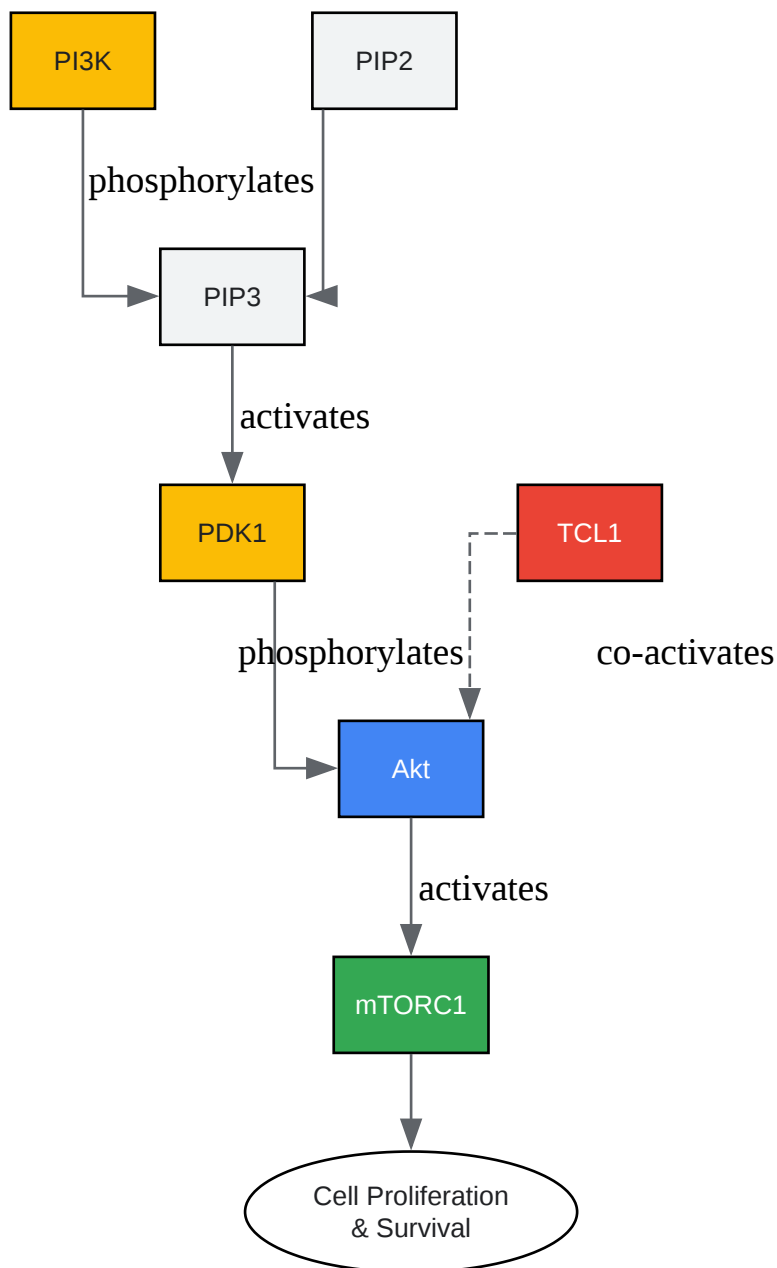 PI3K
PIP2
phosphorylates
PIP3
activates
PDK1
TCL1
phosphorylates
co-activates
Akt
activates
mTORC1
Cell Proliferation
& Survival